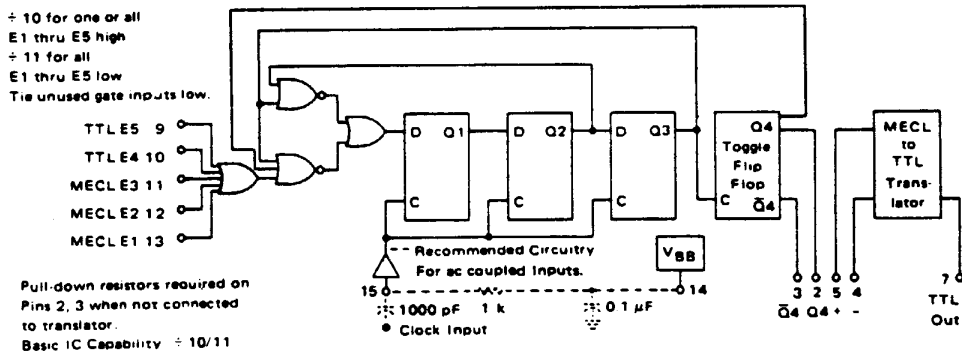 ÷ 10 for one or all
E1 thru E5 high
÷ 11 for all
E1 thru E5 low
Tie unused gate inputs low.
TTL E5 9
TTL E4 10
MECL E3 11
MECL E2 12
MECL E1 13
D Q1
C
D Q2
D Q3
C
Q4
Toggle
Flip
Flop
C Q̅4
MECL
to
TTL
Trans-
lator
Recommended Circuitry
For ac coupled Inputs.
VBB
15
14
1000 pF
1 k
0.1 µF
Clock Input
3 2 5 4
Q̅4 Q4 + -
7
TTL
Out
Pull-down resistors required on
Pins 2, 3 when not connected
to translator.
Basic IC Capability ÷ 10/11